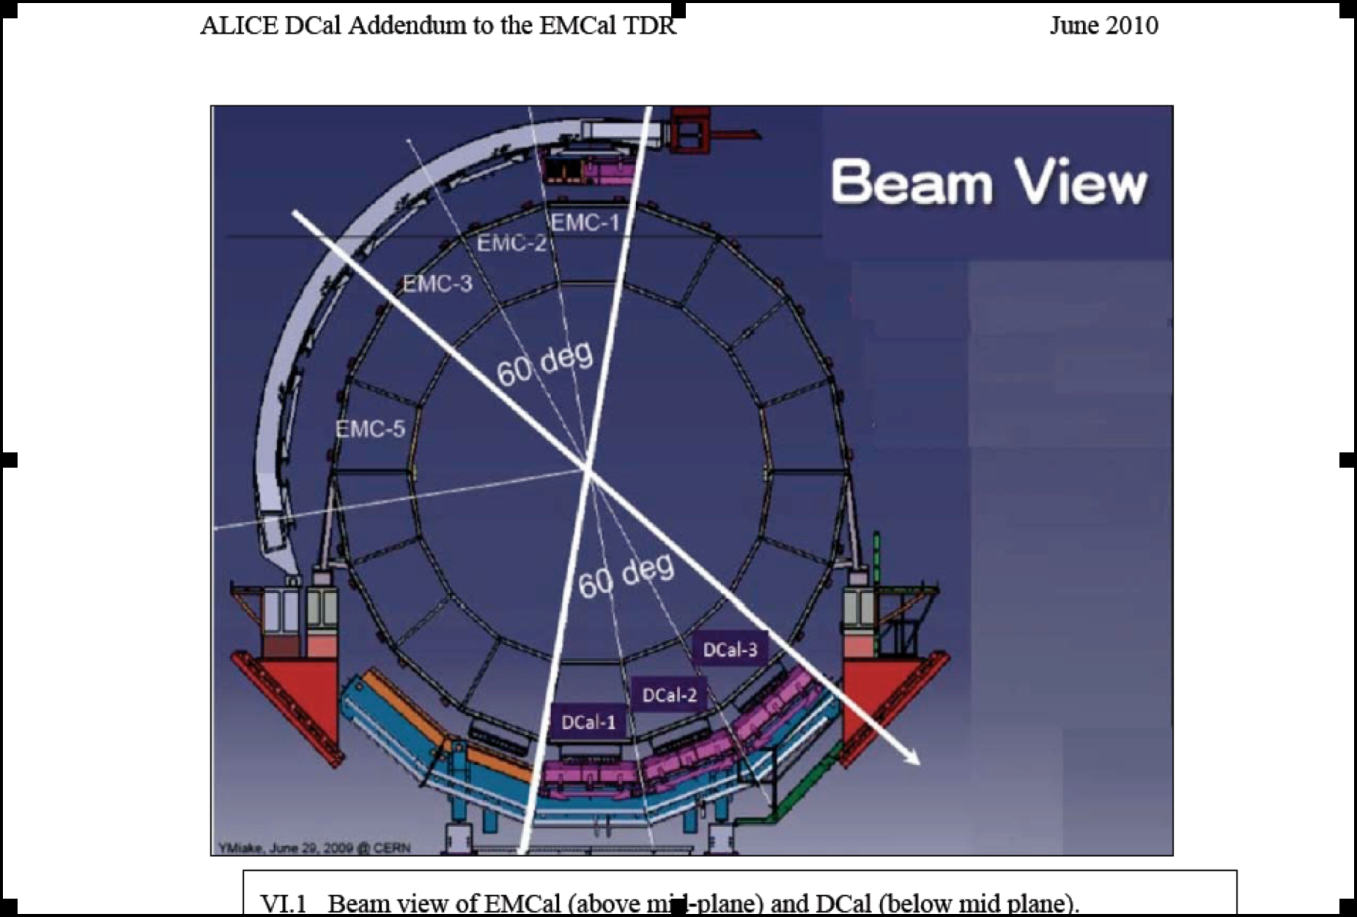 ALICE DCal Addendum to the EMCal TDR June 2010
Beam View
EMC-1
EMC-2
EMC-3
60 deg
EMC-5
60 deg
DCal-3
DCal-2
DCal-1
YMiake, June 29, 2009 @ CERN
VI.1 Beam view of EMCal (above mid-plane) and DCal (below mid plane).